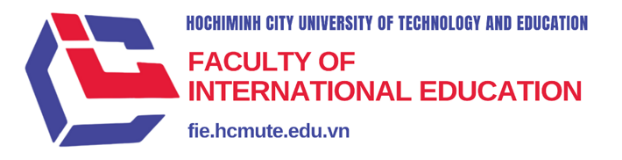 HOCHIMINH CITY UNIVERSITY OF TECHNOLOGY AND EDUCATION
FACULTY OF
INTERNATIONAL EDUCATION
fie.hcmute.edu.vn